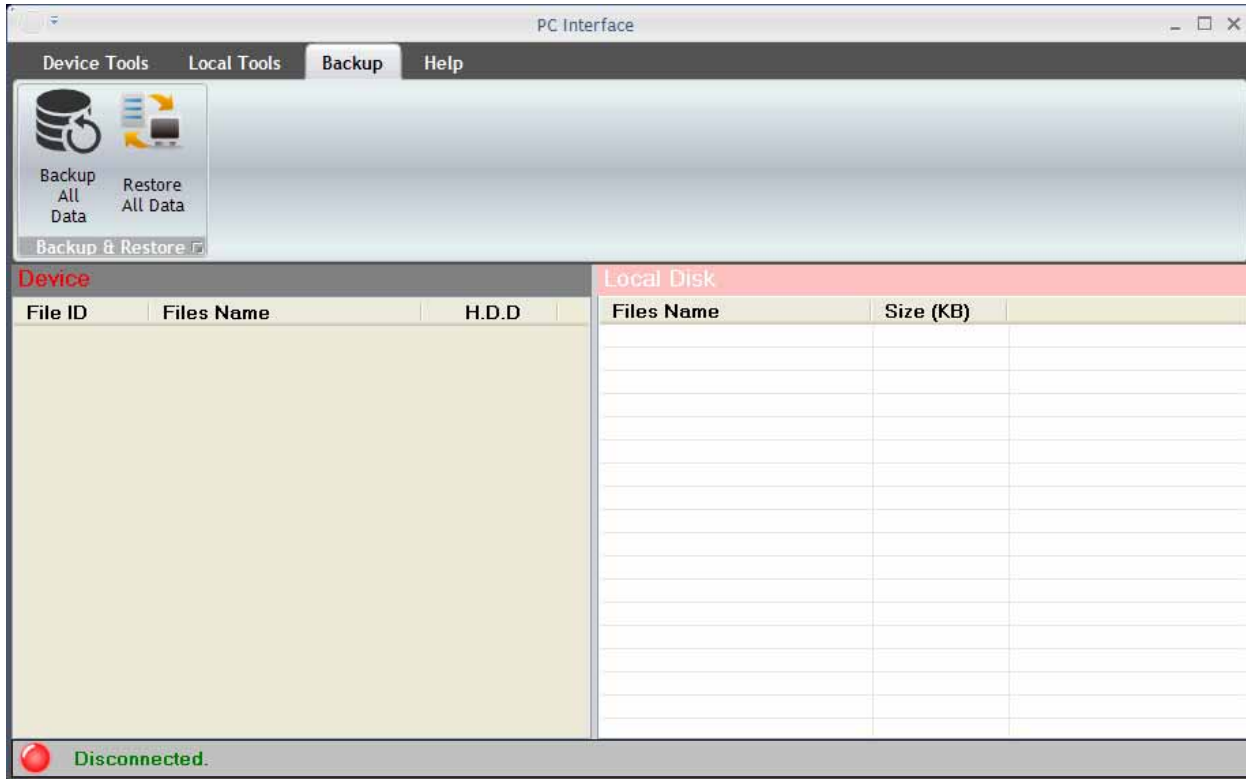 PC Interface
Device Tools Local Tools Backup Help
Backup
All
Data
Restore
All Data
Backup & Restore
Device
Local Disk
File ID Files Name H.D.D
Files Name Size (KB)
Disconnected.